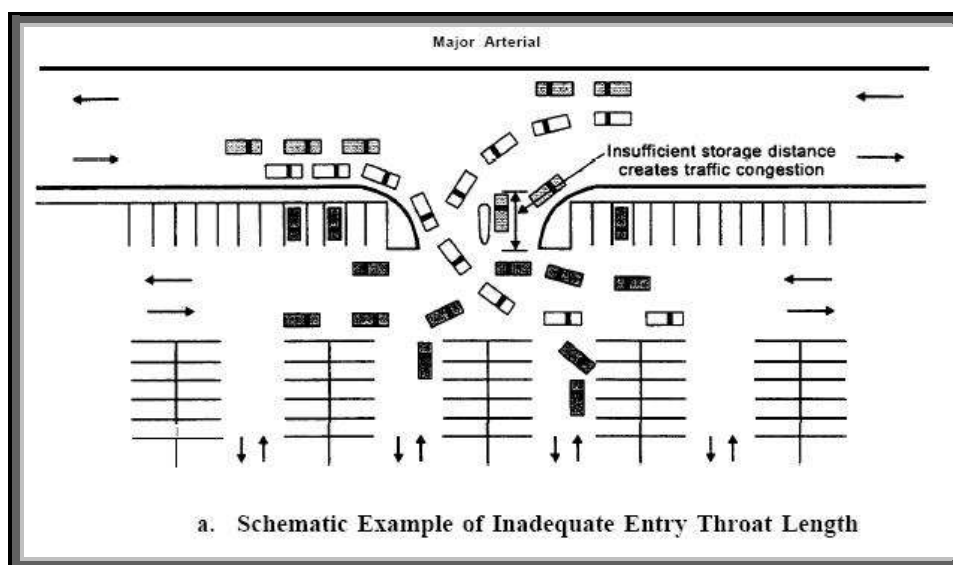 Major Arterial
Insufficient storage distance
creates traffic congestion
a. Schematic Example of Inadequate Entry Throat Length